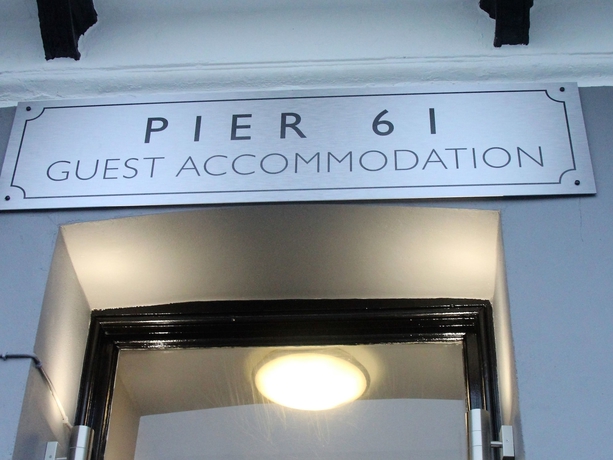 PIER 61
GUEST ACCOMMODATION